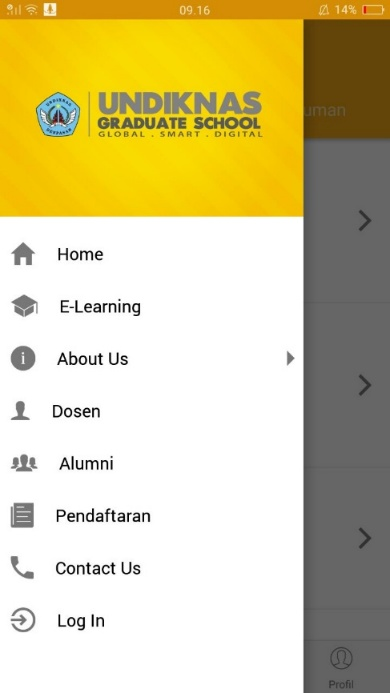 09.16
14%
UNDIKNAS
GRADUATE SCHOOL
GLOBAL . SMART . DIGITAL
uman
Home
E-Learning
About Us
Dosen
Alumni
Pendaftaran
Contact Us
Log In
Profil